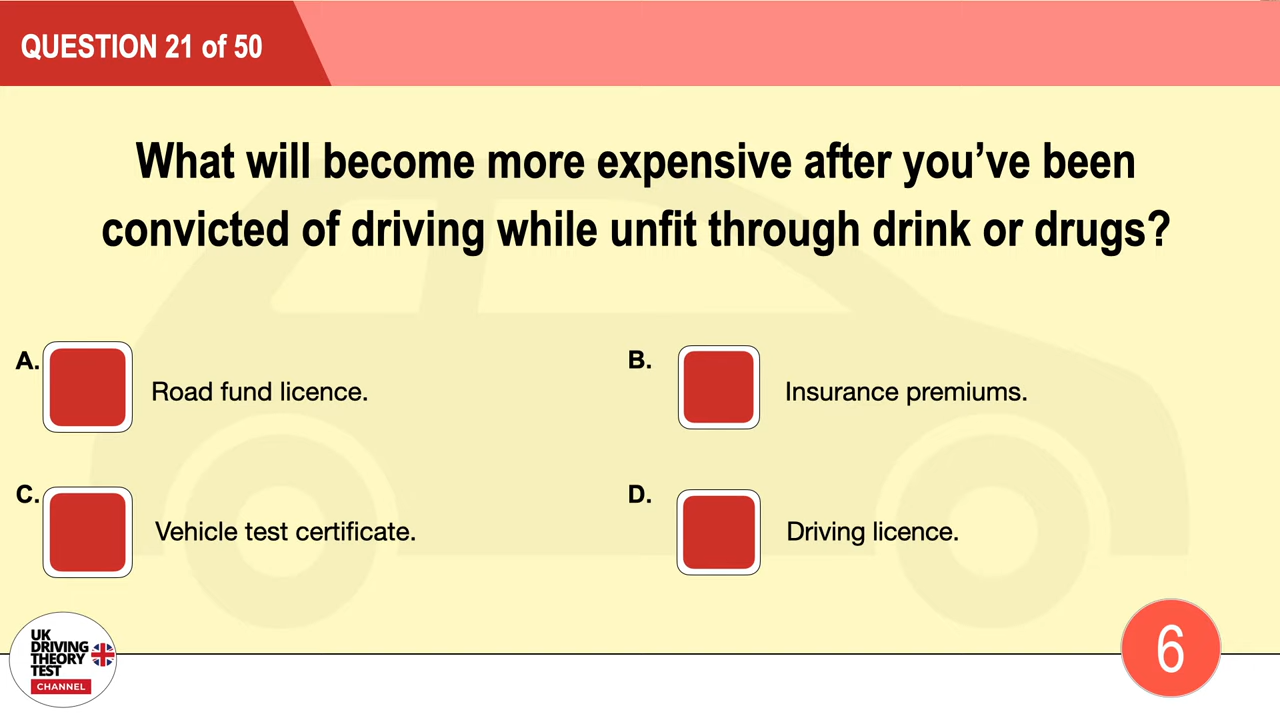 QUESTION 21 of 50
What will become more expensive after you’ve been
convicted of driving while unfit through drink or drugs?
A. Road fund licence.
B. Insurance premiums.
C. Vehicle test certificate.
D. Driving licence.
UK
DRIVING
THEORY
TEST
CHANNEL
6